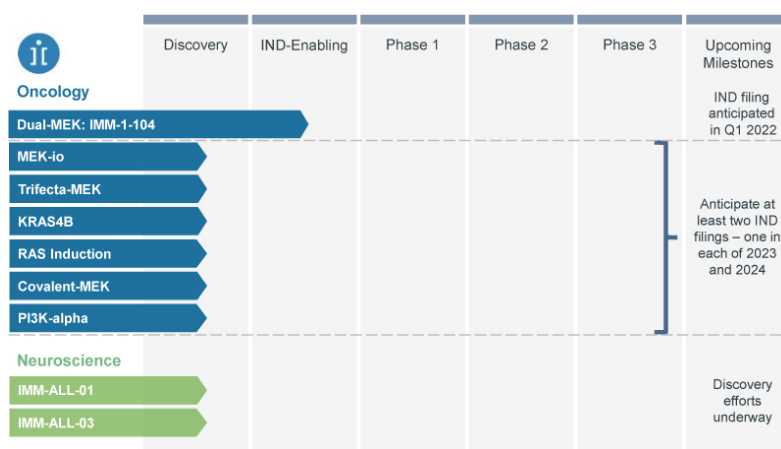 Discovery
IND-Enabling
Phase 1
Phase 2
Phase 3
Upcoming
Milestones
Oncology
Dual-MEK: IMM-1-104
IND filing
anticipated
in Q1 2022
MEK-io
Trifecta-MEK
KRAS4B
RAS Induction
Covalent-MEK
PI3K-alpha
Anticipate at
least two IND
filings – one in
each of 2023
and 2024
Neuroscience
IMM-ALL-01
IMM-ALL-03
Discovery
efforts
underway